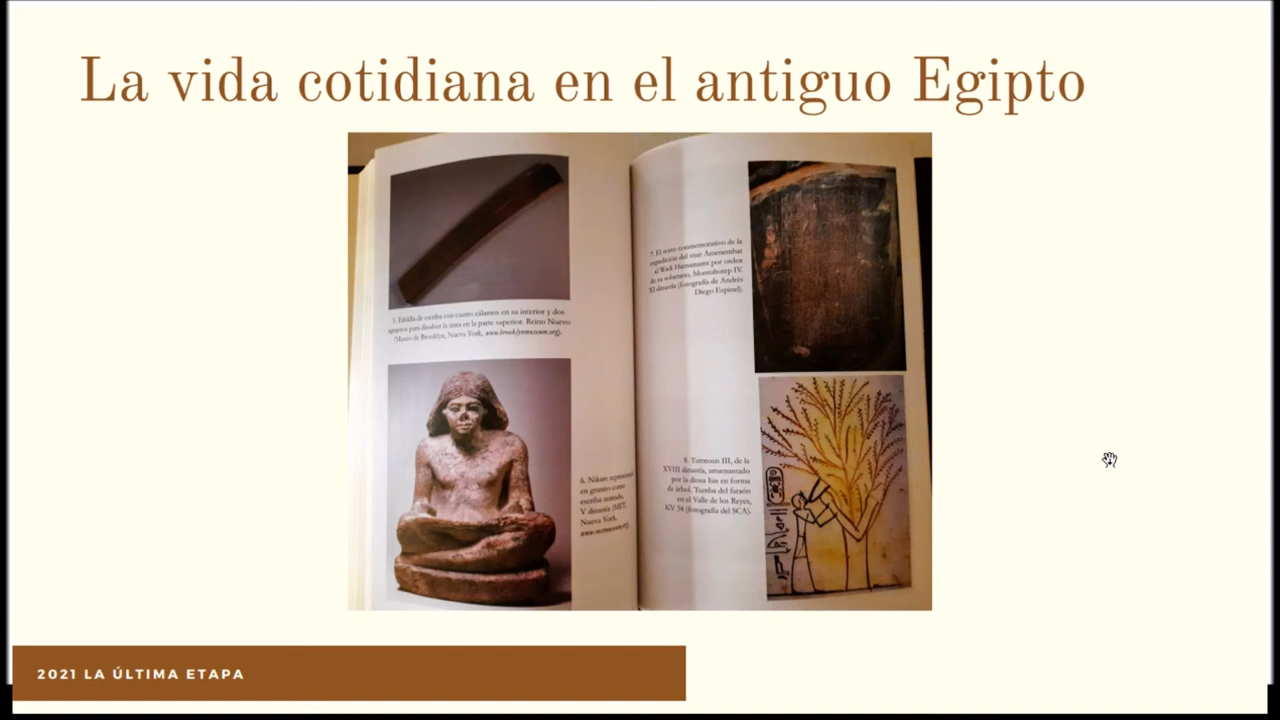 La vida cotidiana en el antiguo Egipto
5. Tablilla de escriba con cuatro cálamos en su interior y dos
agujeros para disolver la tinta en la parte superior. Reino Nuevo
(Museo de Brooklyn, Nueva York, www.brooklynmuseum.org).
6. Nikare represent
en granito como
escriba sentado.
V dinastía (MET,
Nueva York,
www.metmuseum.org).
7. El texto conmemorativo de la
expedición del visir Amenemhat
al Wadi Hammamat por orden
de su soberano, Montuhotep IV.
XI dinastía (fotografía de Andrés
Diego Espinel).
8. Tutmosis III, de la
XVIII dinastía, amamantado
por la diosa Isis en forma
de árbol. Tumba del faraón
en el Valle de los Reyes,
KV 34 (fotografía del SCA).
2021 LA ÚLTIMA ETAPA